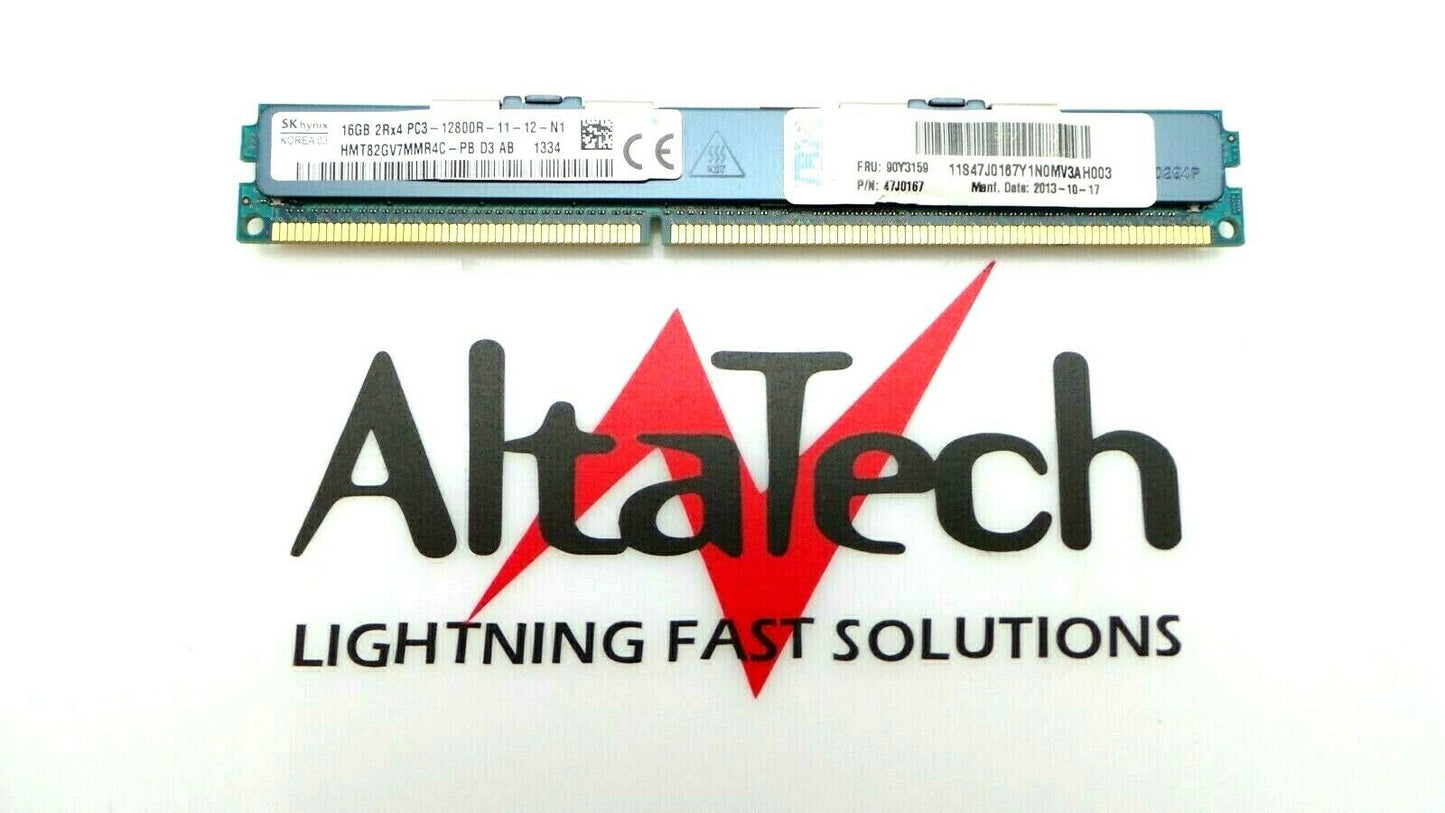 SK hynix
KOREA 03
16GB 2Rx4 PC3-12800R-11-12-N1
HMT82GV7MMR4C-PB D3 AB 1334
CE
FRU: 90Y3159
P/N: 47J0167
11S47J0167Y1N0MV3AH003
Manf. Date: 2013-10-17
AltaTech
LIGHTNING FAST SOLUTIONS